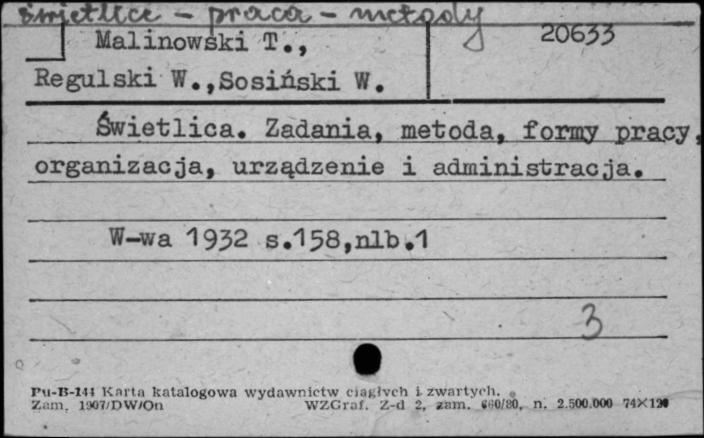 świetlice - praca - metody
Malinowski T., 20633
Regulski W.,Sosiński W.
Świetlica. Zadania, metoda, formy pracy,
organizacja, urządzenie i administracja.
W-wa 1932 s.158,nlb.1
3
Pu-B-144 Karta katalogowa wydawnictw ciągłych i zwartych.
Zam. 1907/DW/On WZGraf. Z-d 2, zam. 660/80, n. 2.500.000 74×120